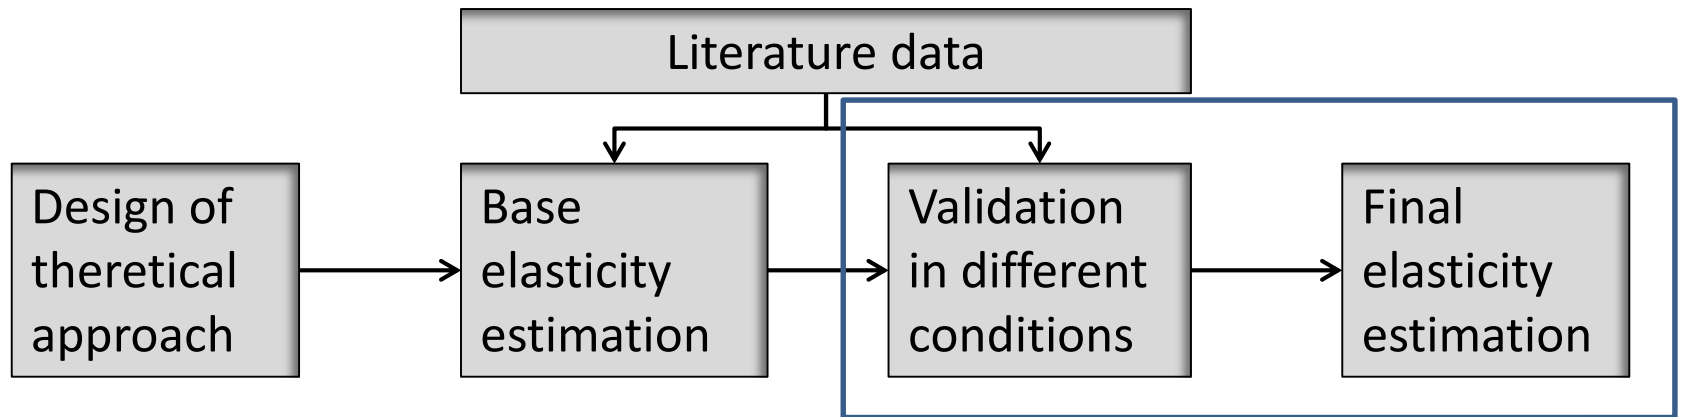 Literature data
Design of
theretical
approach
Base
elasticity
estimation
Validation
in different
conditions
Final
elasticity
estimation